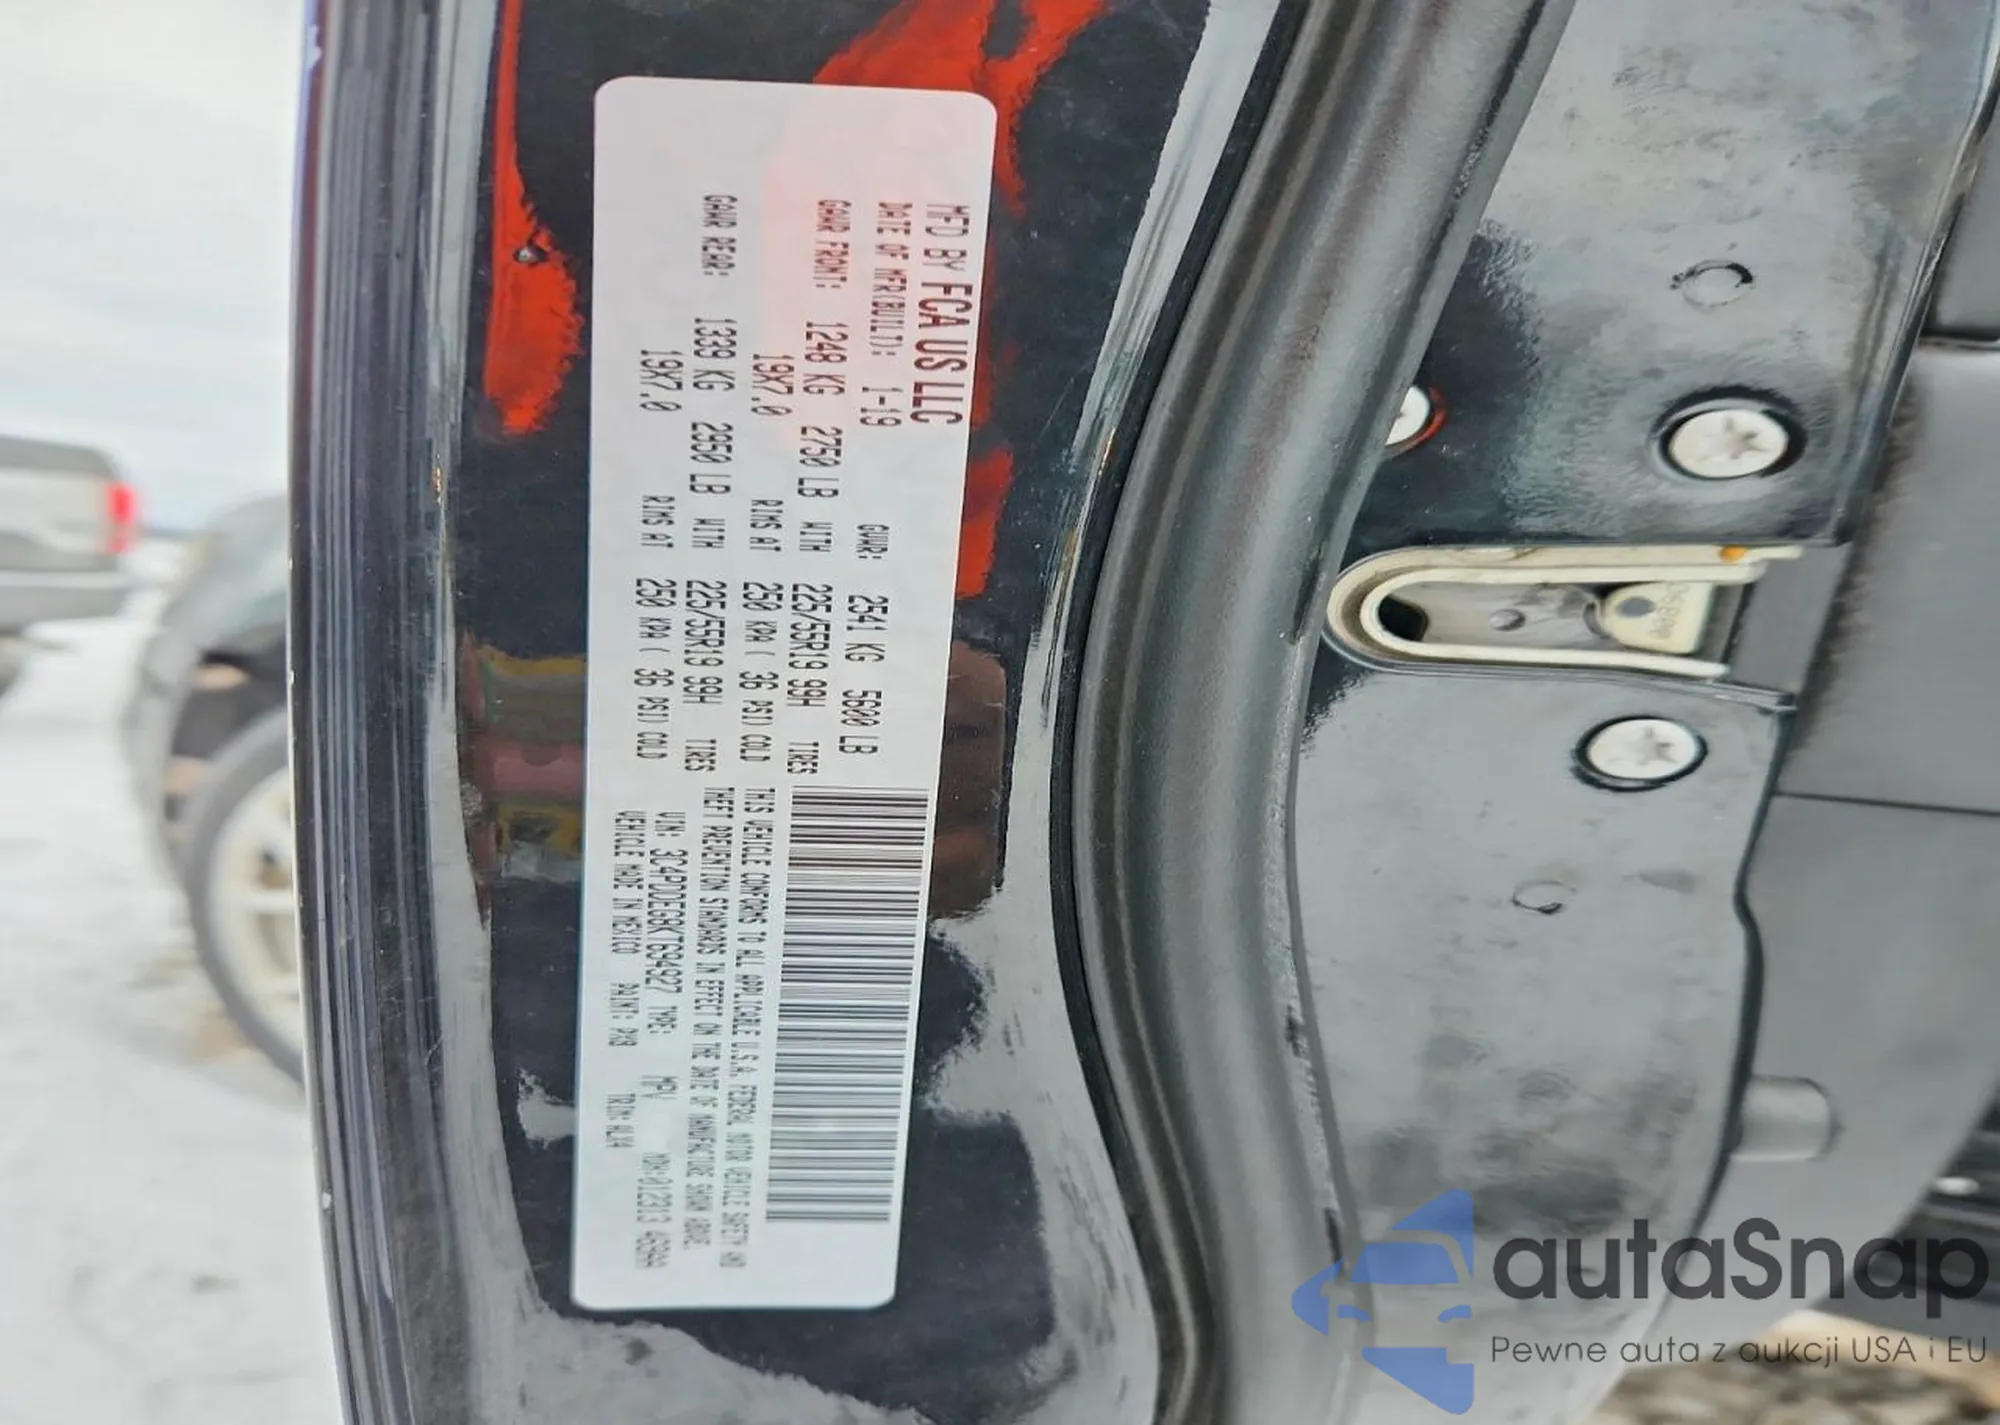 MFD BY FCA US LLC
DATE OF MFR(BUILT): 1-19 GVWR: 2541 KG 5600 LB
GAWR FRONT: 1248 KG 2750 LB WITH 225/55R19 99H TIRES
19X7.0 RIMS AT 250 KPA ( 36 PSI) COLD
GAWR REAR: 1339 KG 2950 LB WITH 225/55R19 99H TIRES
19X7.0 RIMS AT 250 KPA ( 36 PSI) COLD
THIS VEHICLE CONFORMS TO ALL APPLICABLE U.S.A. FEDERAL MOTOR VEHICLE SAFETY AND
THEFT PREVENTION STANDARDS IN EFFECT ON THE DATE OF MANUFACTURE SHOWN ABOVE.
VIN: 3C4PDDEG8KT694927 TYPE: MPV MDH:012313 46999
VEHICLE MADE IN MEXICO PAINT: PX8 TRIM: ALX4
autaSnap
Pewne auta z aukcji USA i EU